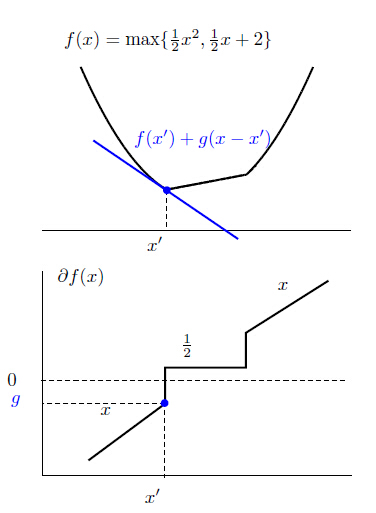 f(x) = max{½x², ½x + 2}
f(x′) + g(x − x′)
x′
∂f(x)
x
½
0
g
x
x′